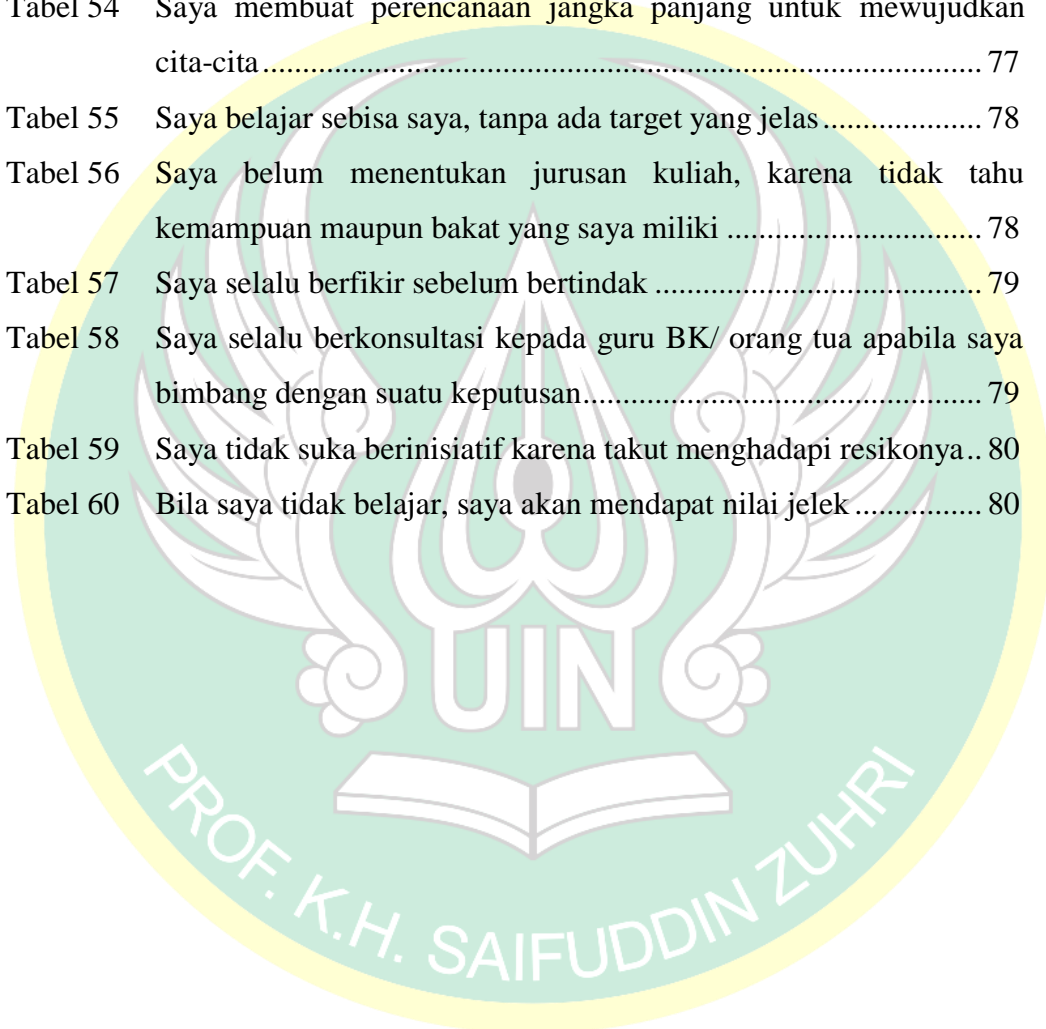 Tabel 54 Saya membuat perencanaan jangka panjang untuk mewujudkan
cita-cita........................................................................................ 77
Tabel 55 Saya belajar sebisa saya, tanpa ada target yang jelas .................... 78
Tabel 56 Saya belum menentukan jurusan kuliah, karena tidak tahu
kemampuan maupun bakat yang saya miliki ............................... 78
Tabel 57 Saya selalu berfikir sebelum bertindak ........................................ 79
Tabel 58 Saya selalu berkonsultasi kepada guru BK/ orang tua apabila saya
bimbang dengan suatu keputusan................................................. 79
Tabel 59 Saya tidak suka berinisiatif karena takut menghadapi resikonya.. 80
Tabel 60 Bila saya tidak belajar, saya akan mendapat nilai jelek ............... 80
UIN
PROF. K.H. SAIFUDDIN ZUHRI